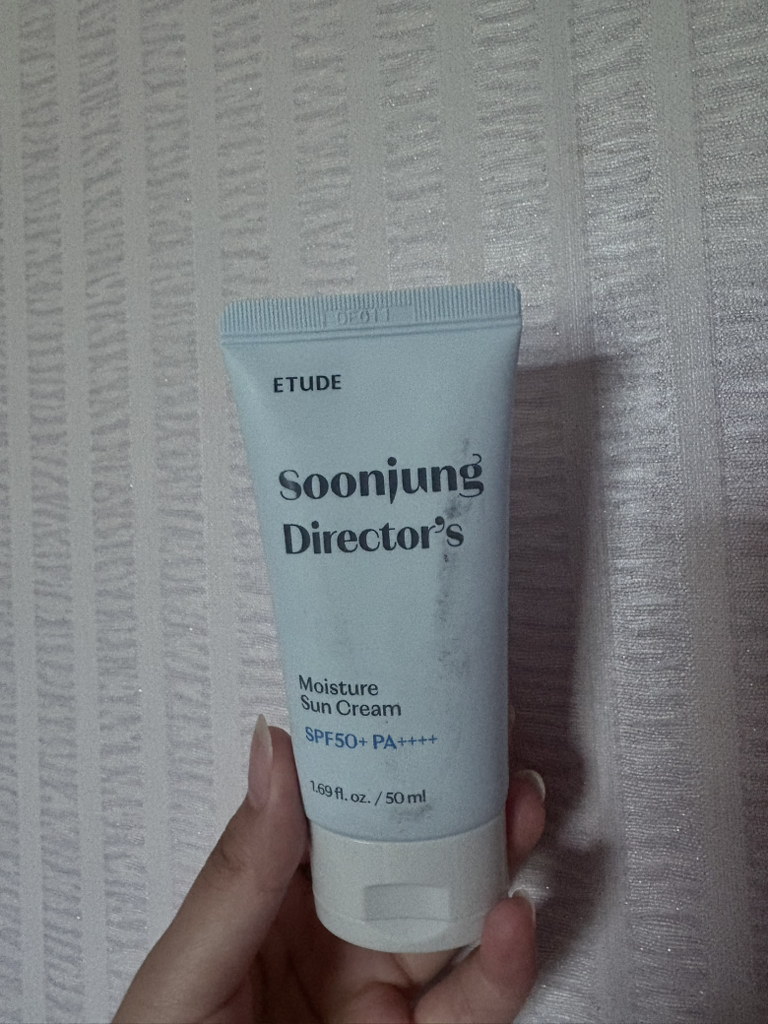 ETUDE
Soonjung
Director's
Moisture
Sun Cream
SPF50+ PA++++
1.69 fl. oz. / 50 ml